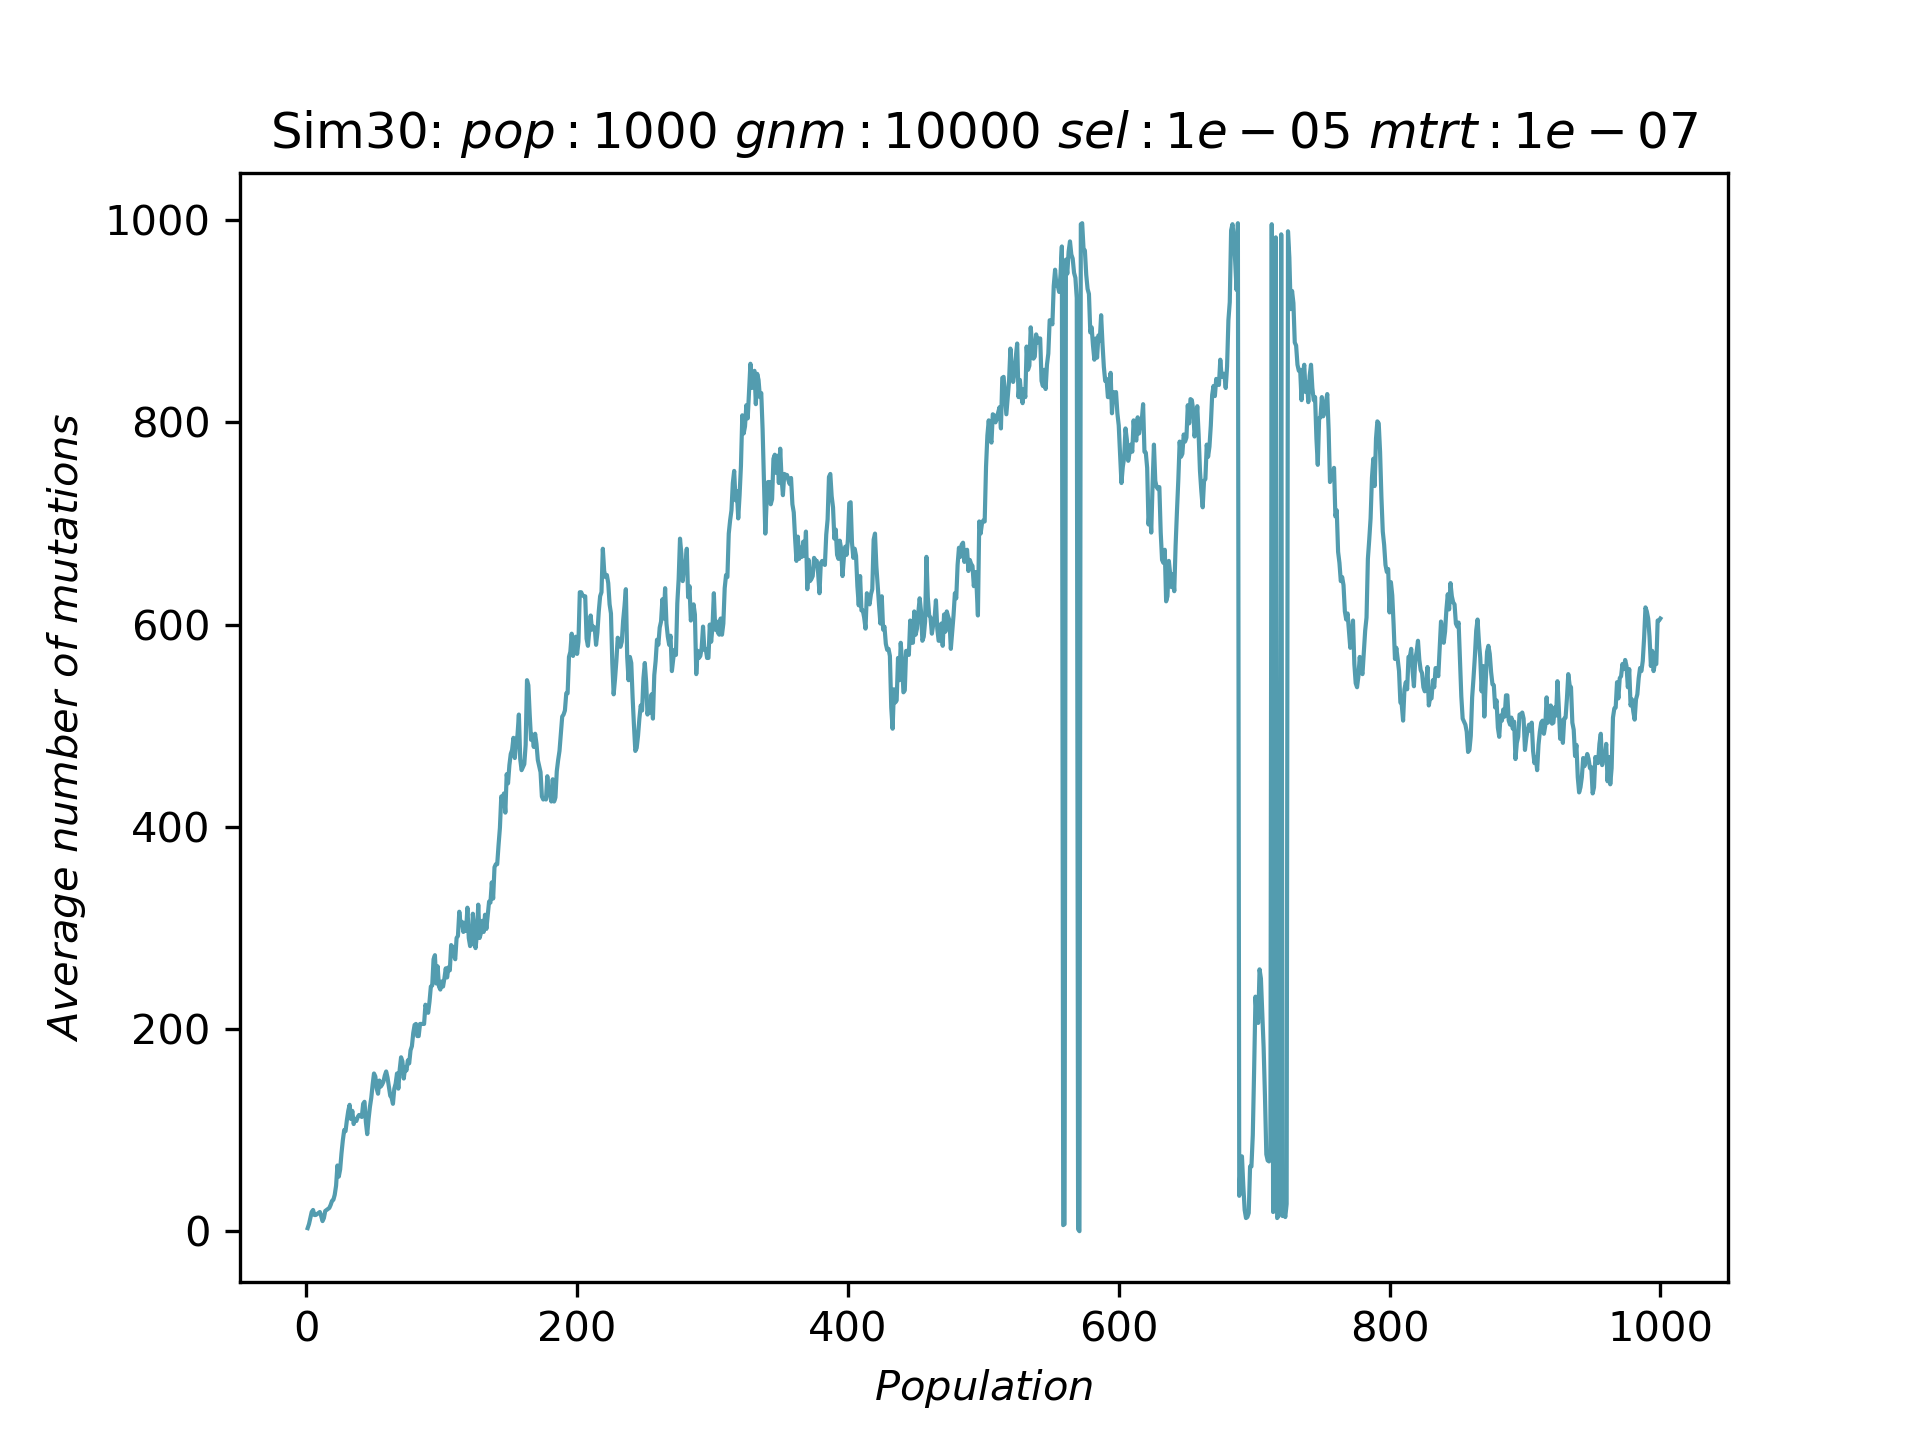 Sim30: pop : 1000 gnm : 10000 sel : 1e − 05 mtrt : 1e − 07
1000
800
600
400
200
0
Average number of mutations
0 200 400 600 800 1000
Population